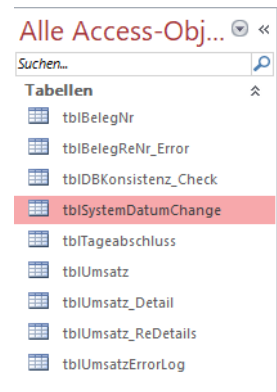 Alle Access-Obj...
Suchen...
Tabellen
tblBelegNr
tblBelegReNr_Error
tblDBKonsistenz_Check
tblSystemDatumChange
tblTageabschluss
tblUmsatz
tblUmsatz_Detail
tblUmsatz_ReDetails
tblUmsatzErrorLog